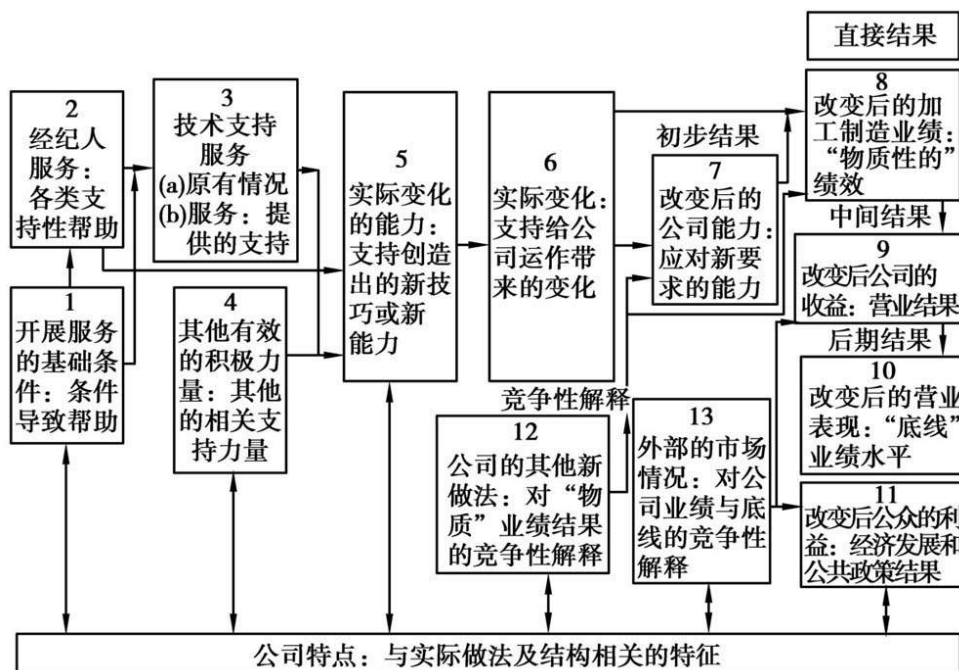 直接结果
2
经纪人
服务：
各类支
持性帮助
3
技术支持
服务
(a)原有情况
(b)服务：提
供的支持
1
开展服务
的基础条
件：条件
导致帮助
4
其他有效
的积极力
量：其他
的相关支
持力量
5
实际变化
的能力：
支持创造
出的新技
巧或新
能力
6
实际变化：
支持给公
司运作带
来的变化
初步结果
7
改变后的
公司能力：
应对新要
求的能力
8
改变后的加
工制造业绩：
“物质性的”
绩效
中间结果
9
改变后公司的
收益：营业结果
后期结果
10
改变后的营业
表现：“底线”
业绩水平
竞争性解释
12
公司的其他新
做法：对“物
质”业绩结果
的竞争性解释
13
外部的市场
情况：对公
司业绩与底
线的竞争性
解释
11
改变后公众的利
益：经济发展和
公共政策结果
公司特点：与实际做法及结构相关的特征